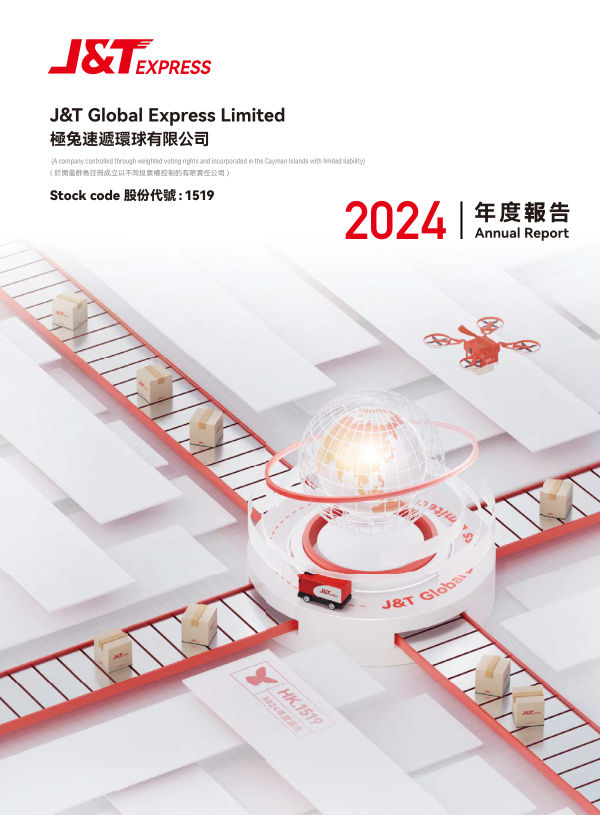 J&T EXPRESS
J&T Global Express Limited
極兔速遞環球有限公司
(A company controlled through weighted voting rights and incorporated in the Cayman Islands with limited liability)
(於開曼群島註冊成立以不同投票權控制的有限責任公司)
Stock code 股份代號 : 1519
2024 年度報告
Annual Report
J&T Global
HK.1519
2024年度報告